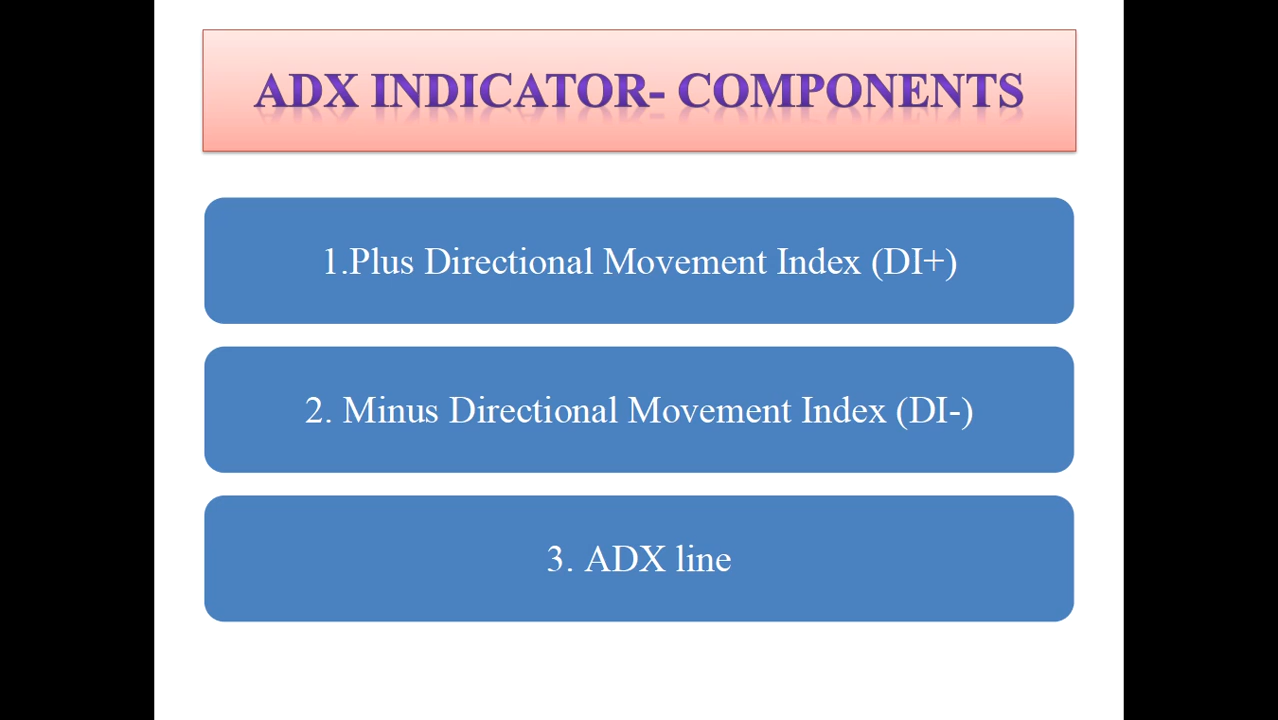 ADX INDICATOR- COMPONENTS
1.Plus Directional Movement Index (DI+)
2. Minus Directional Movement Index (DI-)
3. ADX line